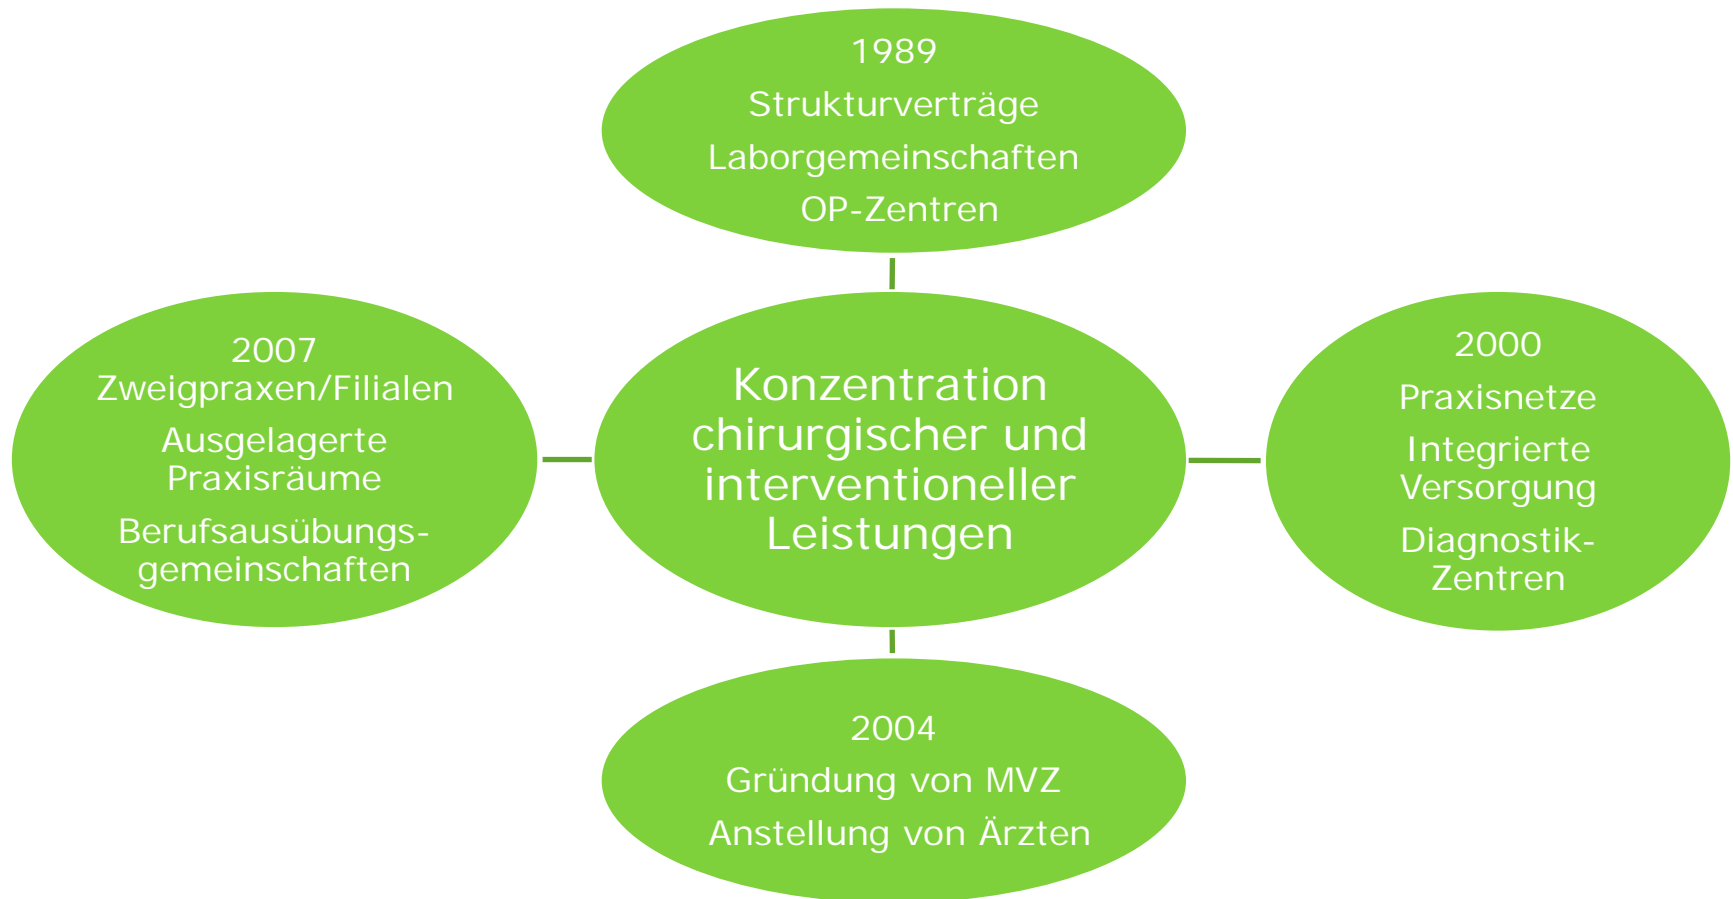 1989
Strukturverträge
Laborgemeinschaften
OP-Zentren
2007
Zweigpraxen/Filialen
Ausgelagerte
Praxisräume
Berufsausübungs-
gemeinschaften
Konzentration
chirurgischer und
interventioneller
Leistungen
2000
Praxisnetze
Integrierte
Versorgung
Diagnostik-
Zentren
2004
Gründung von MVZ
Anstellung von Ärzten